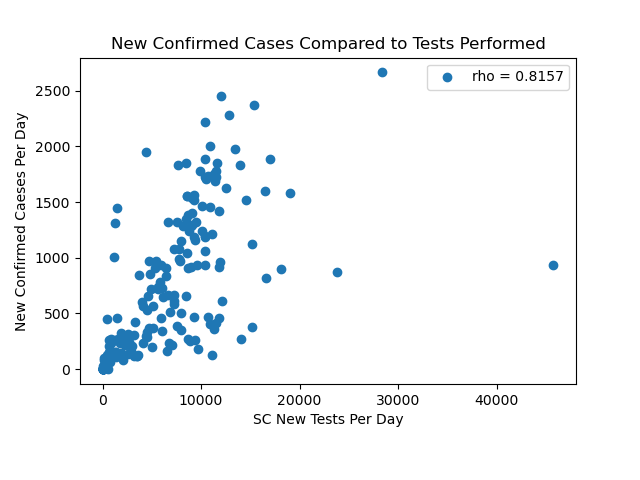 New Confirmed Cases Compared to Tests Performed
rho = 0.8157
2500
2000
1500
1000
500
0
New Confirmed Caeses Per Day
0 10000 20000 30000 40000
SC New Tests Per Day